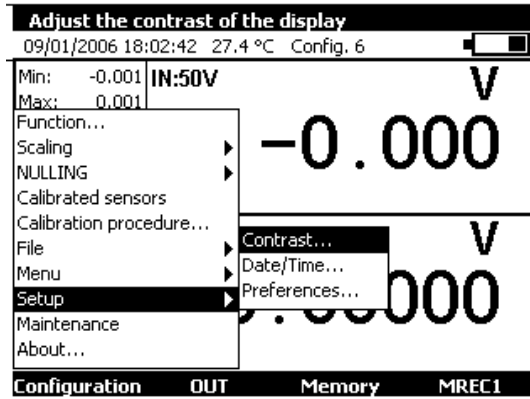 Adjust the contrast of the display
09/01/2006 18:02:42 27.4 °C Config. 6
Min: -0.001 IN:50V V
Max: 0.001
-0.000
Function...
Scaling
NULLING
Calibrated sensors
Calibration procedure...
File
Menu
Setup
Maintenance
About...
Contrast...
Date/Time...
Preferences...
V
Configuration OUT Memory MREC1